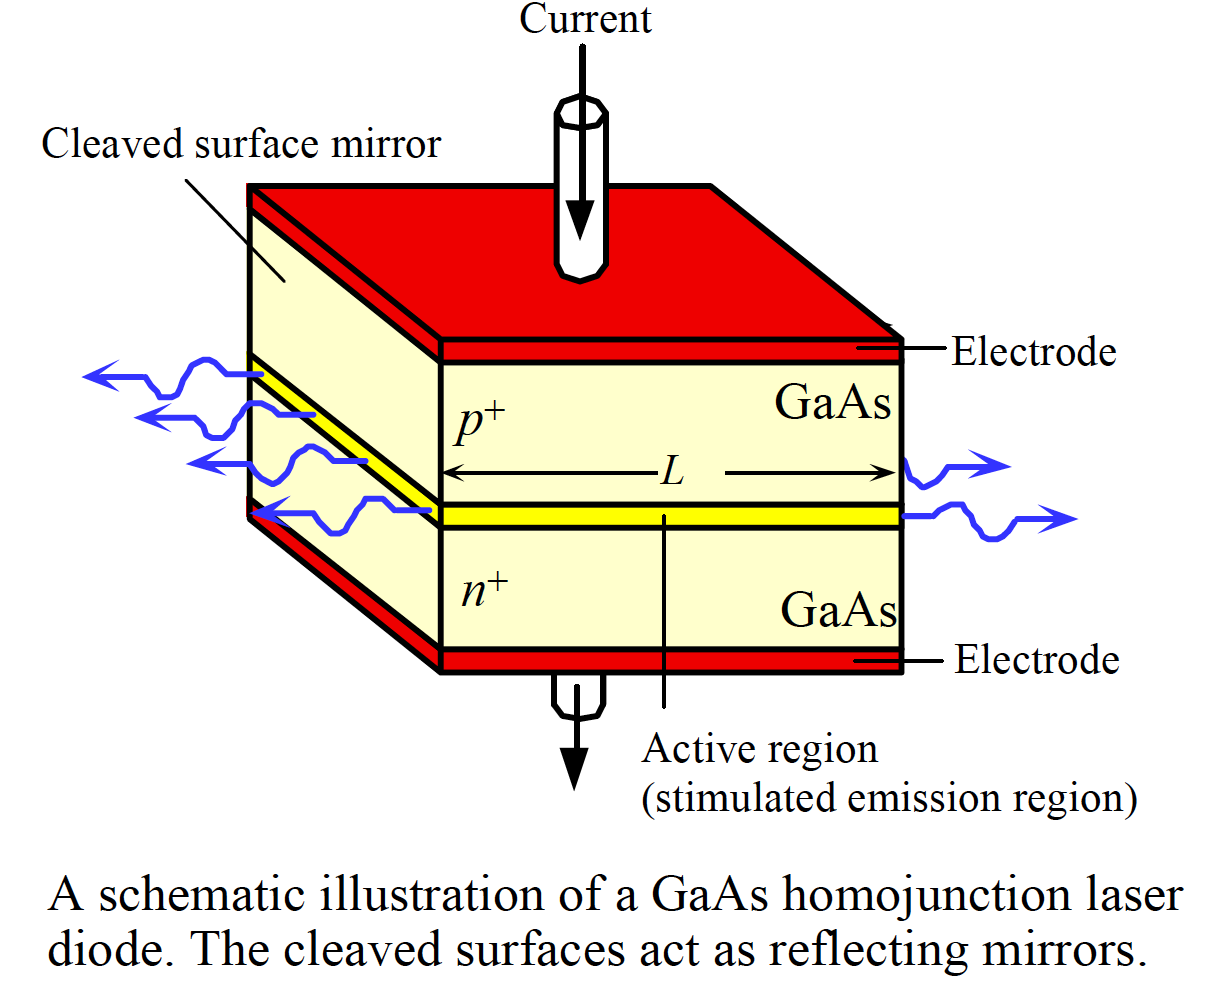 Current
Cleaved surface mirror
Electrode
GaAs
p+
L
n+
GaAs
Electrode
Active region
(stimulated emission region)
A schematic illustration of a GaAs homojunction laser
diode. The cleaved surfaces act as reflecting mirrors.